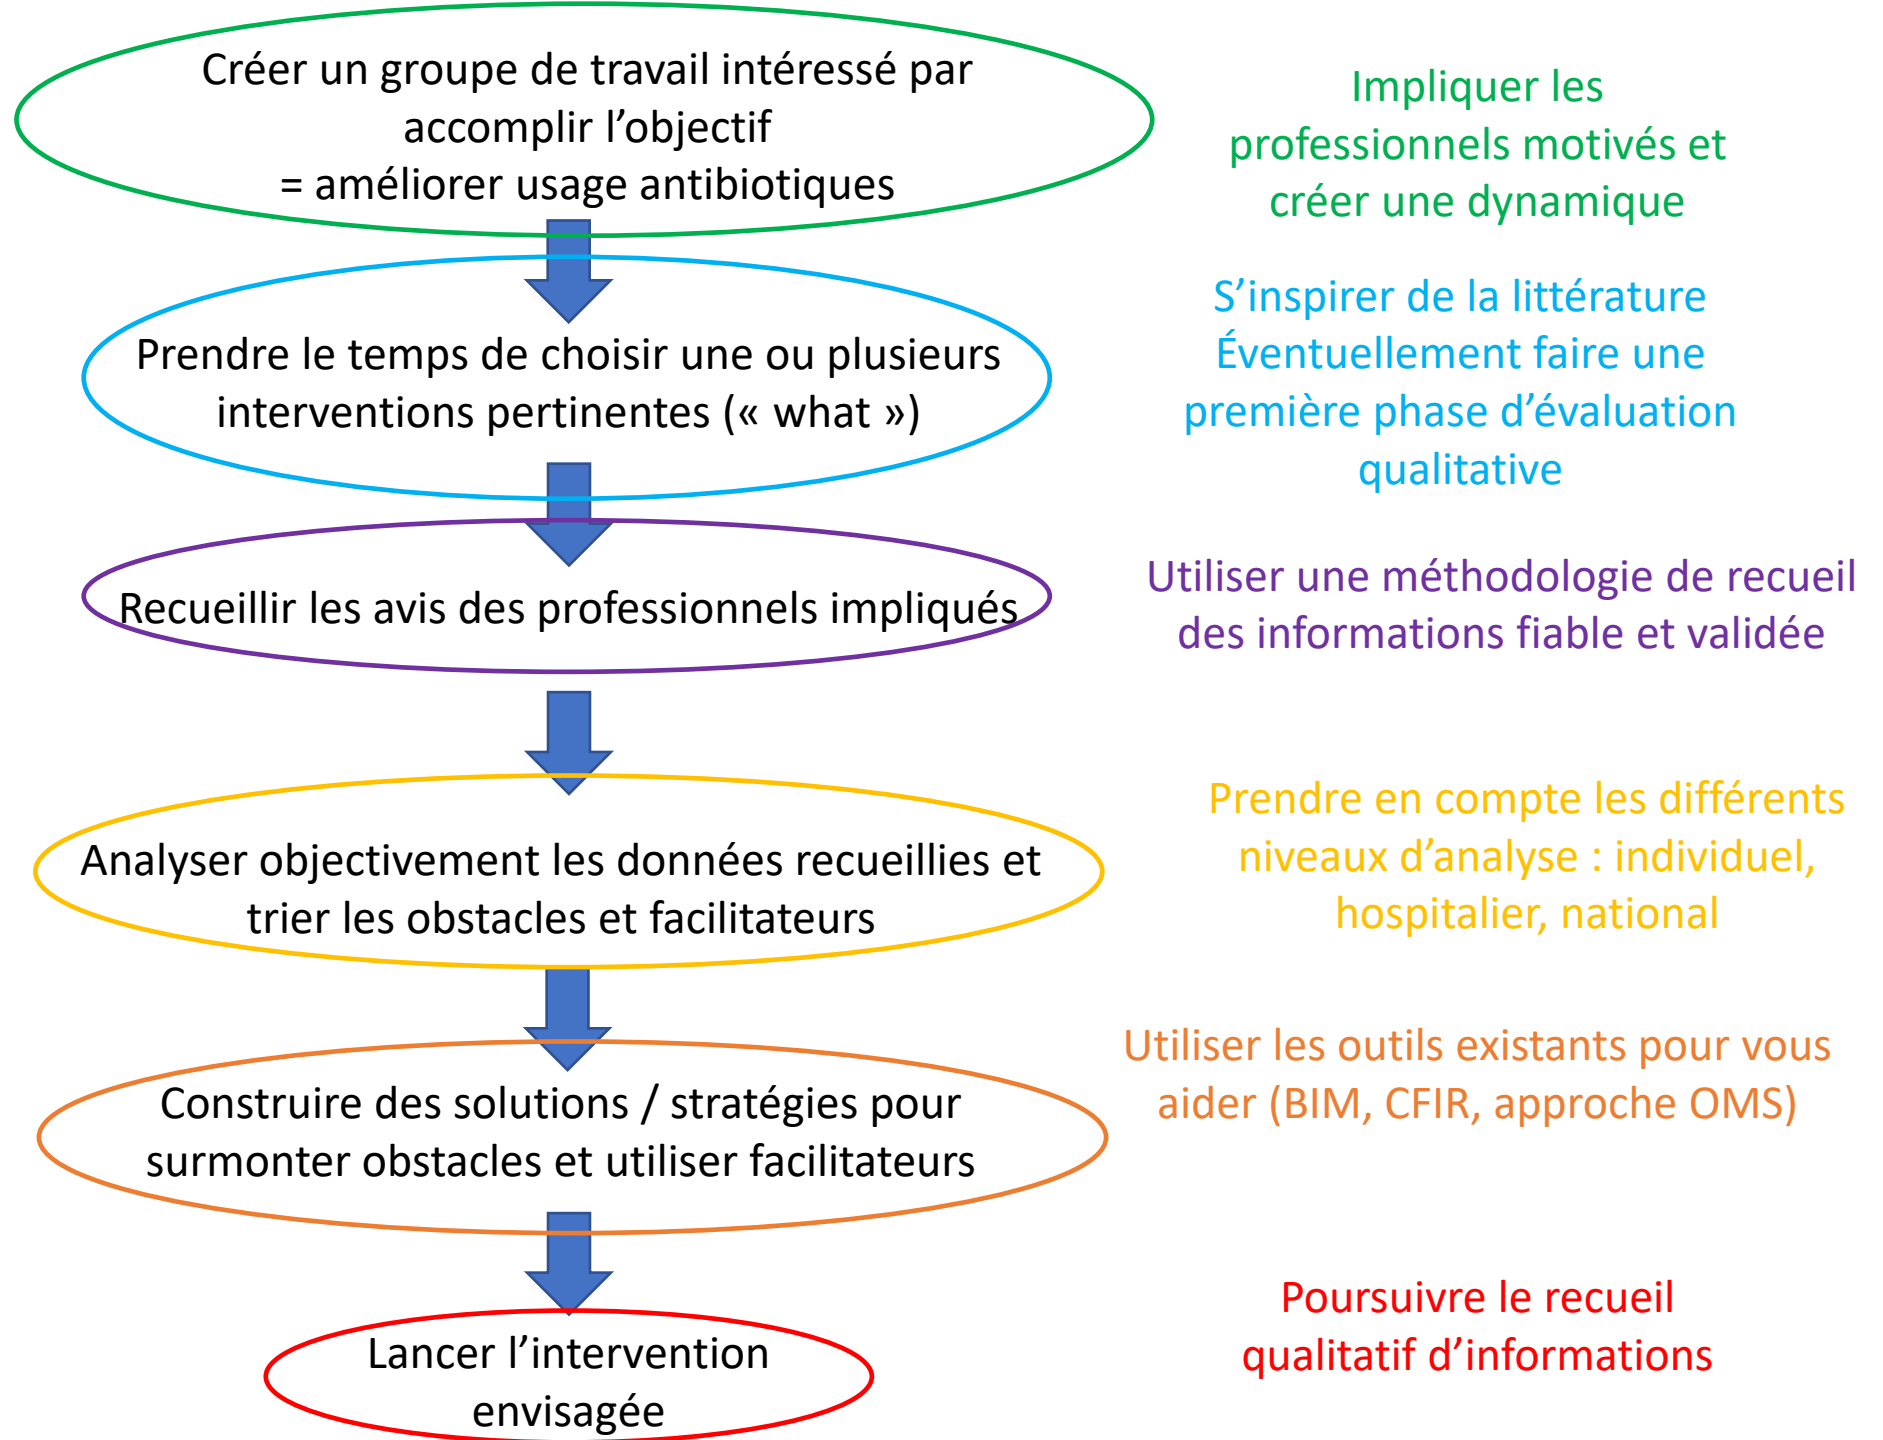 Créer un groupe de travail intéressé par
accomplir l’objectif
= améliorer usage antibiotiques
Impliquer les
professionnels motivés et
créer une dynamique
Prendre le temps de choisir une ou plusieurs
interventions pertinentes (« what »)
S’inspirer de la littérature
Éventuellement faire une
première phase d’évaluation
qualitative
Recueillir les avis des professionnels impliqués
Utiliser une méthodologie de recueil
des informations fiable et validée
Analyser objectivement les données recueillies et
trier les obstacles et facilitateurs
Prendre en compte les différents
niveaux d’analyse : individuel,
hospitalier, national
Construire des solutions / stratégies pour
surmonter obstacles et utiliser facilitateurs
Utiliser les outils existants pour vous
aider (BIM, CFIR, approche OMS)
Lancer l’intervention
envisagée
Poursuivre le recueil
qualitatif d’informations